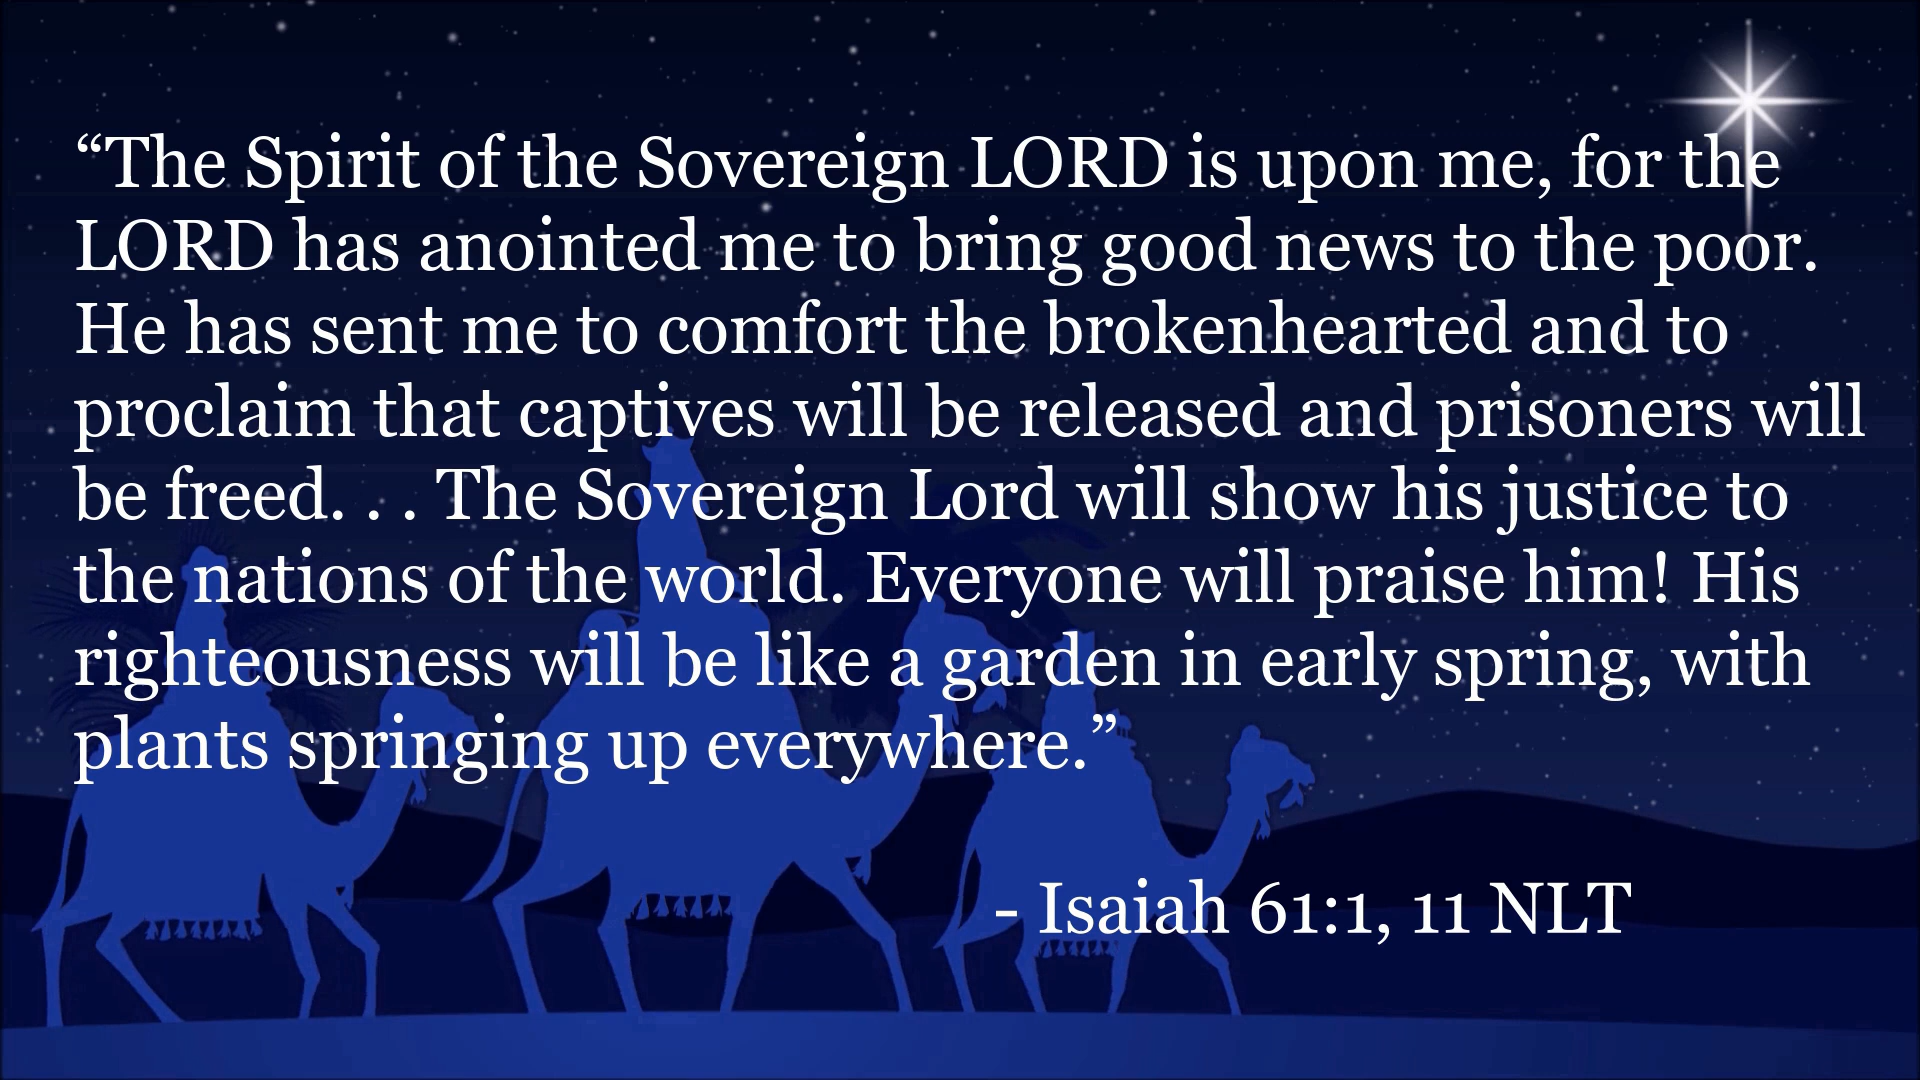 “The Spirit of the Sovereign LORD is upon me, for the
LORD has anointed me to bring good news to the poor.
He has sent me to comfort the brokenhearted and to
proclaim that captives will be released and prisoners will
be freed. . . The Sovereign Lord will show his justice to
the nations of the world. Everyone will praise him! His
righteousness will be like a garden in early spring, with
plants springing up everywhere.”
- Isaiah 61:1, 11 NLT